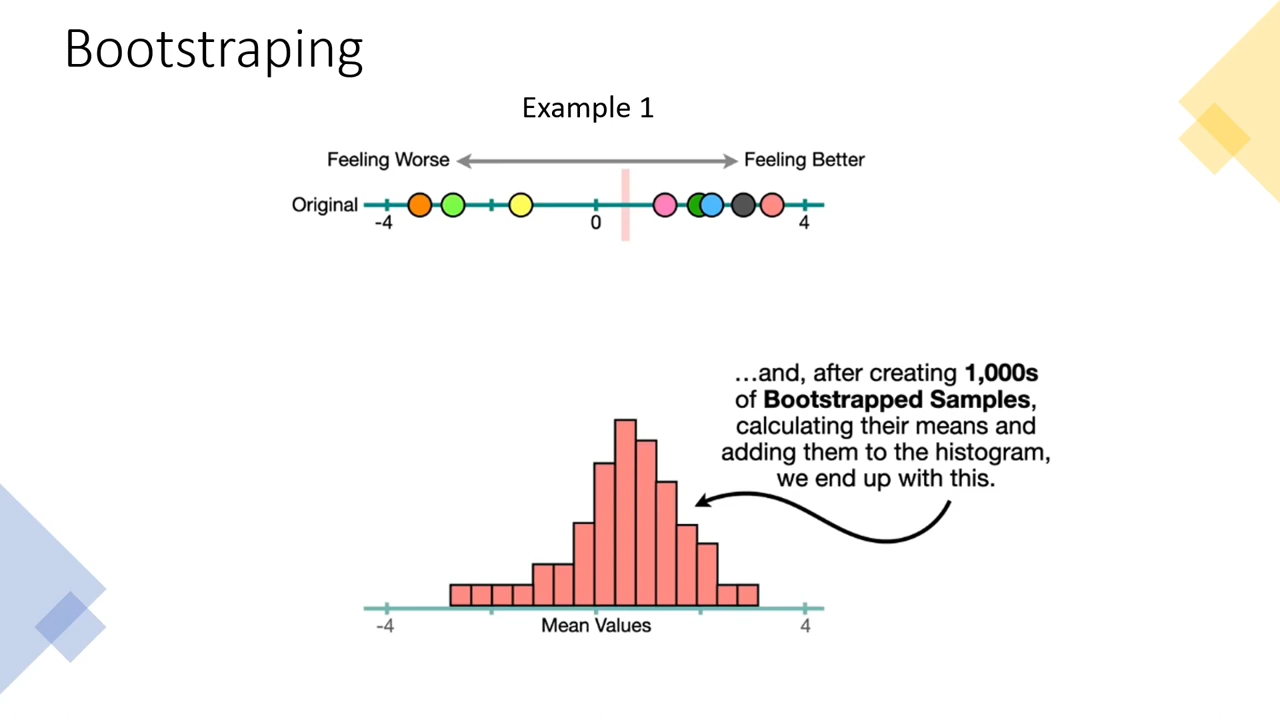 Bootstraping
Example 1
Feeling Worse
Feeling Better
Original
-4
0
4
...and, after creating 1,000s
of Bootstrapped Samples,
calculating their means and
adding them to the histogram,
we end up with this.
-4
Mean Values
4